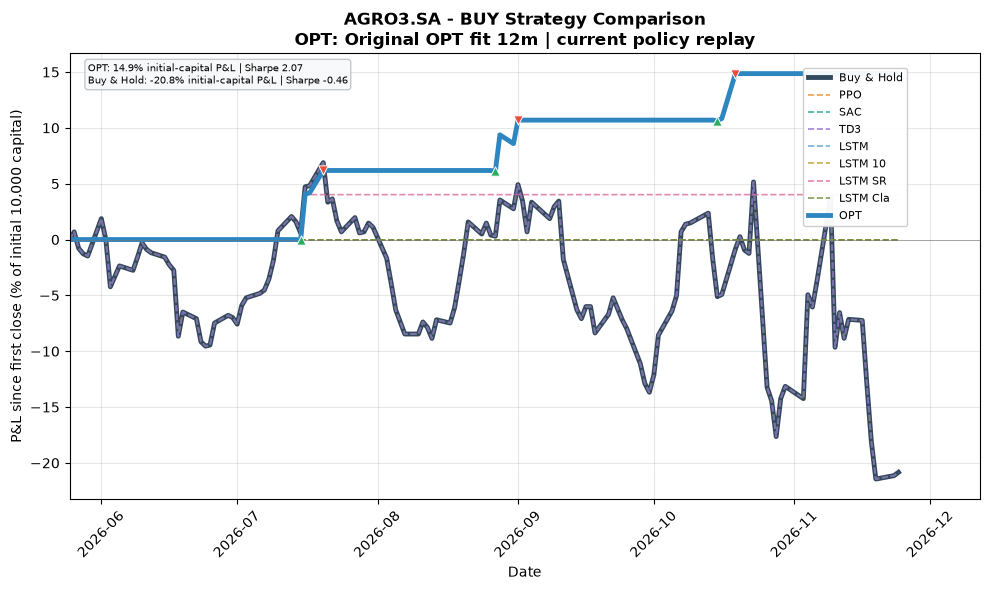 AGRO3.SA - BUY Strategy Comparison
OPT: Original OPT fit 12m | current policy replay
OPT: 14.9% initial-capital P&L | Sharpe 2.07
Buy & Hold: -20.8% initial-capital P&L | Sharpe -0.46
Buy & Hold
PPO
SAC
TD3
LSTM
LSTM 10
LSTM SR
LSTM Cla
OPT
P&L since first close (% of initial 10,000 capital)
15
10
5
0
−5
−10
−15
−20
2026-06
2026-07
2026-08
2026-09
2026-10
2026-11
2026-12
Date